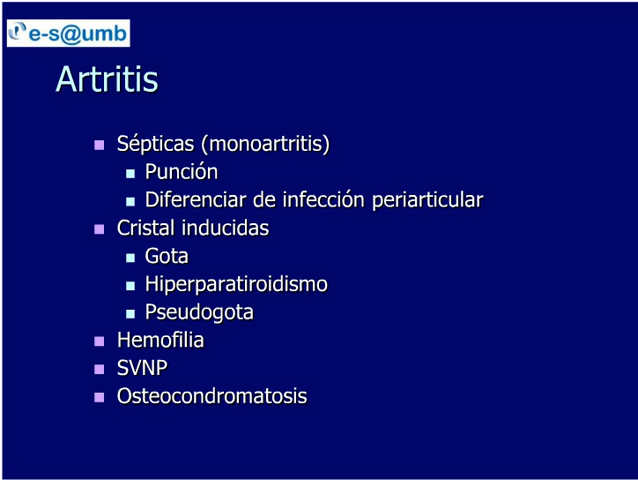 e-s@umb
Artritis
Sépticas (monoartritis)
Punción
Diferenciar de infección periarticular
Cristal inducidas
Gota
Hiperparatiroidismo
Pseudogota
Hemofilia
SVNP
Osteocondromatosis